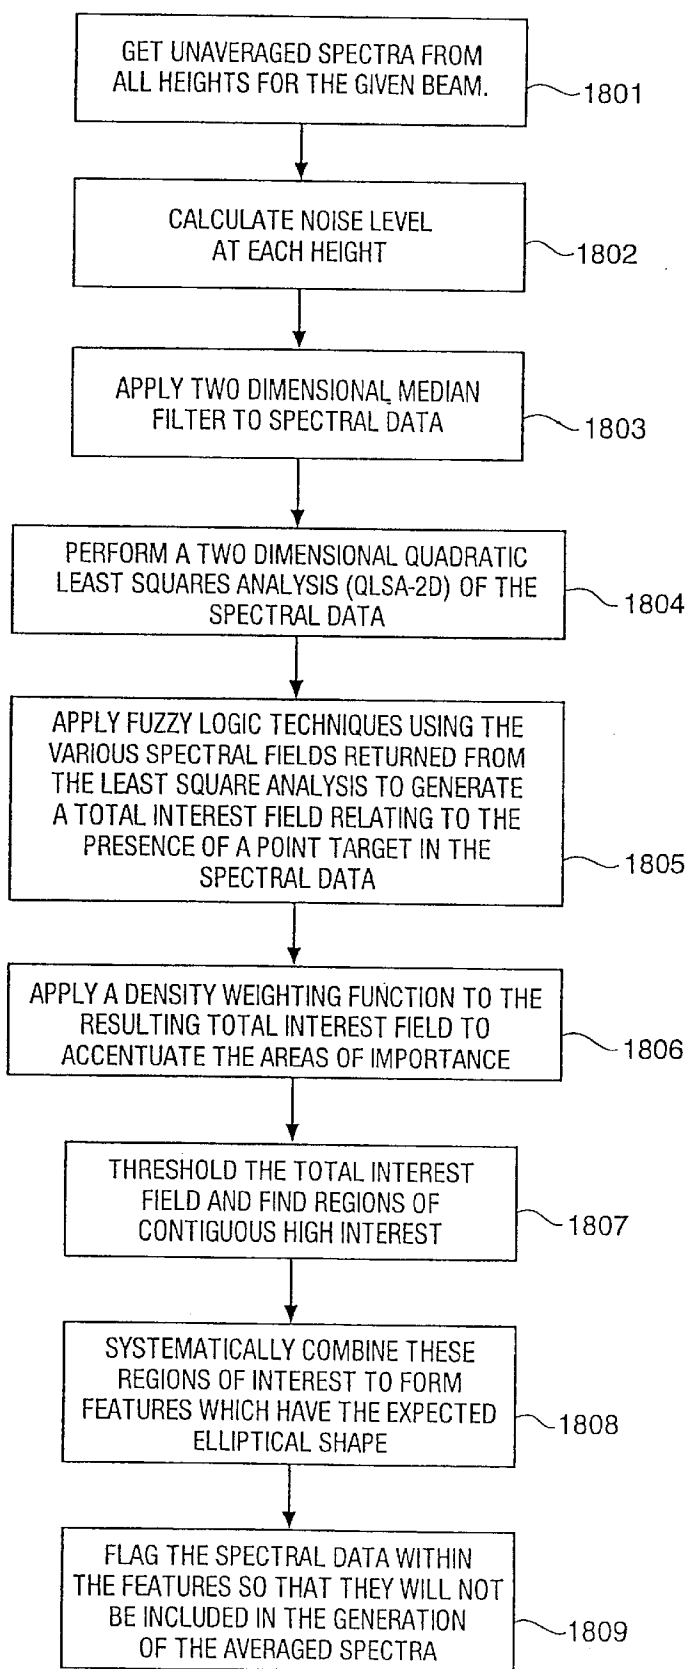 GET UNAVERAGED SPECTRA FROM
ALL HEIGHTS FOR THE GIVEN BEAM.
1801
CALCULATE NOISE LEVEL
AT EACH HEIGHT
1802
APPLY TWO DIMENSIONAL MEDIAN
FILTER TO SPECTRAL DATA
1803
PERFORM A TWO DIMENSIONAL QUADRATIC
LEAST SQUARES ANALYSIS (QLSA-2D) OF THE
SPECTRAL DATA
1804
APPLY FUZZY LOGIC TECHNIQUES USING THE
VARIOUS SPECTRAL FIELDS RETURNED FROM
THE LEAST SQUARE ANALYSIS TO GENERATE
A TOTAL INTEREST FIELD RELATING TO THE
PRESENCE OF A POINT TARGET IN THE
SPECTRAL DATA
1805
APPLY A DENSITY WEIGHTING FUNCTION TO THE
RESULTING TOTAL INTEREST FIELD TO
ACCENTUATE THE AREAS OF IMPORTANCE
1806
THRESHOLD THE TOTAL INTEREST
FIELD AND FIND REGIONS OF
CONTIGUOUS HIGH INTEREST
1807
SYSTEMATICALLY COMBINE THESE
REGIONS OF INTEREST TO FORM
FEATURES WHICH HAVE THE EXPECTED
ELLIPTICAL SHAPE
1808
FLAG THE SPECTRAL DATA WITHIN
THE FEATURES SO THAT THEY WILL NOT
BE INCLUDED IN THE GENERATION
OF THE AVERAGED SPECTRA
1809